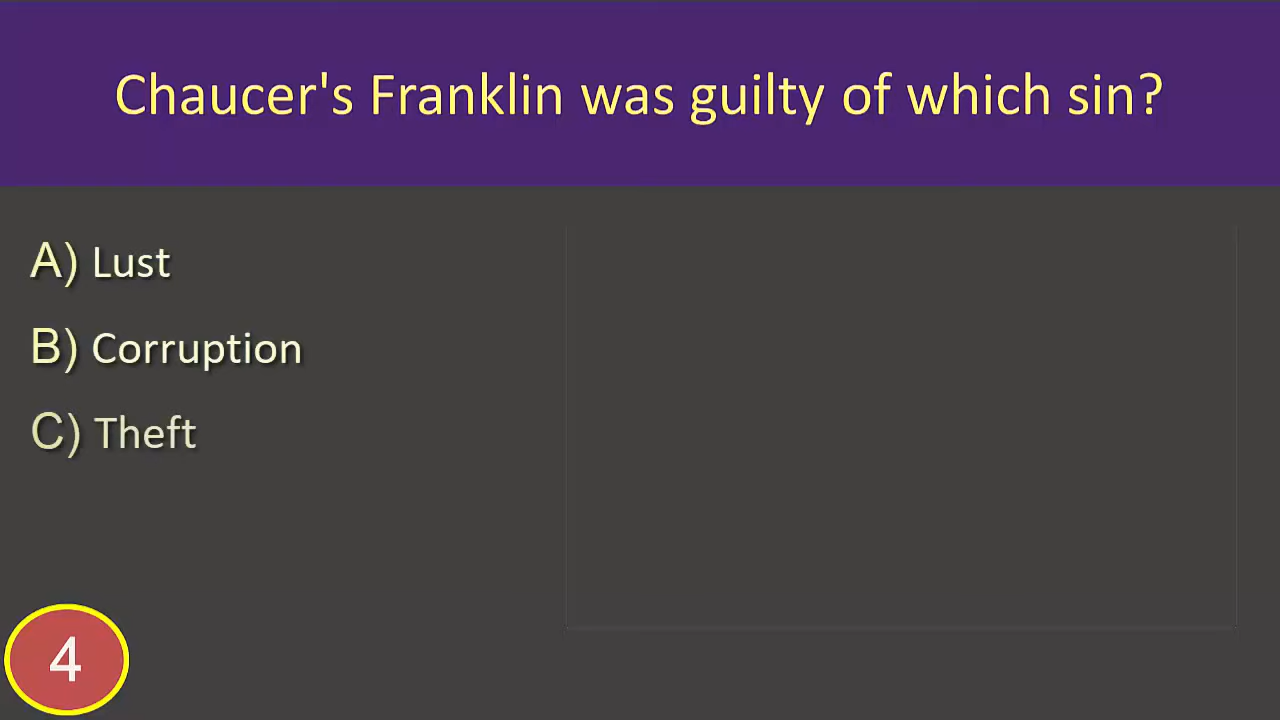 Chaucer's Franklin was guilty of which sin?
A) Lust
B) Corruption
C) Theft
4